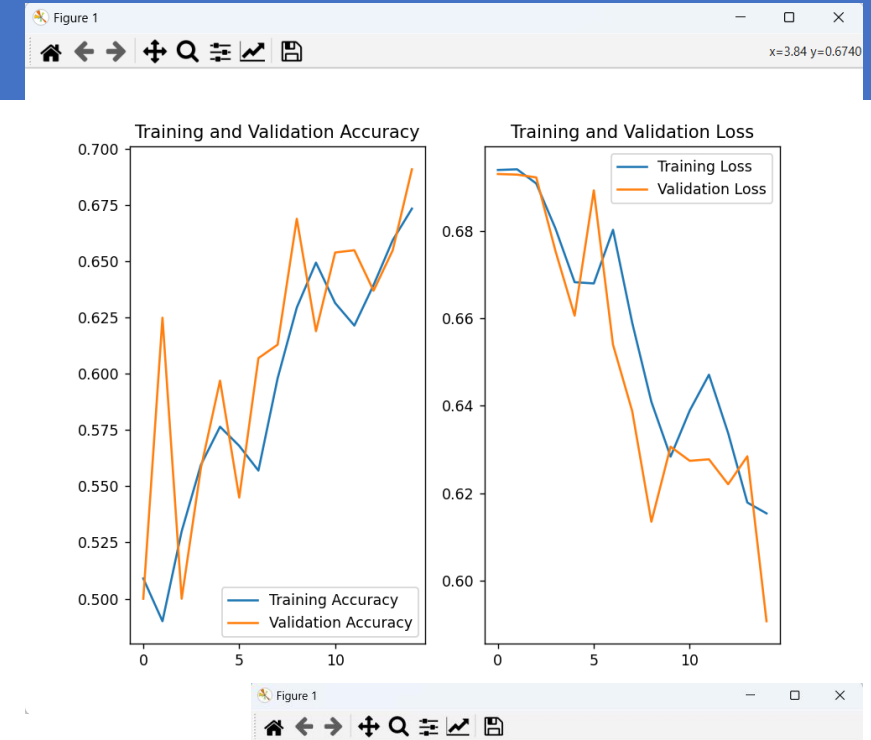 Figure 1
x=3.84 y=0.6740
Training and Validation Accuracy
0.700
0.675
0.650
0.625
0.600
0.575
0.550
0.525
0.500
Training Accuracy
Validation Accuracy
0 5 10
Training and Validation Loss
Training Loss
Validation Loss
0.68
0.66
0.64
0.62
0.60
0 5 10
Figure 1